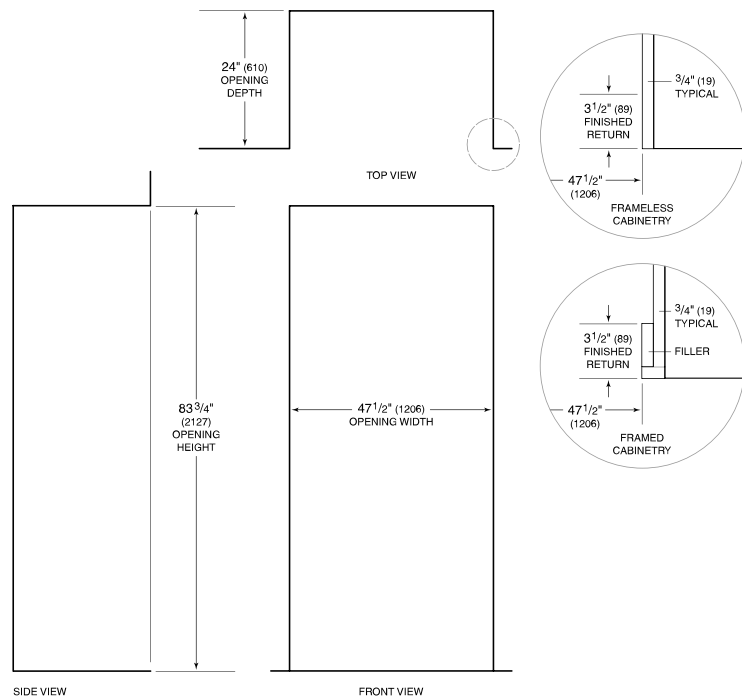 24" (610)
OPENING
DEPTH
TOP VIEW
3/4" (19)
TYPICAL
3 1/2" (89)
FINISHED
RETURN
47 1/2"
(1206)
FRAMELESS
CABINETRY
83 3/4"
(2127)
OPENING
HEIGHT
47 1/2" (1206)
OPENING WIDTH
3/4" (19)
TYPICAL
3 1/2" (89)
FINISHED
RETURN
FILLER
47 1/2"
(1206)
FRAMED
CABINETRY
SIDE VIEW
FRONT VIEW